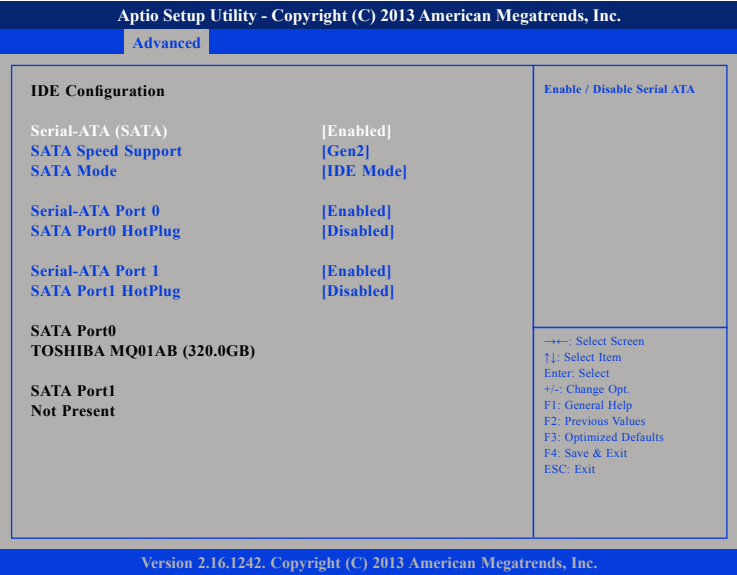 Aptio Setup Utility - Copyright (C) 2013 American Megatrends, Inc.
Advanced
IDE Configuration
Serial-ATA (SATA) [Enabled]
SATA Speed Support [Gen2]
SATA Mode [IDE Mode]
Serial-ATA Port 0 [Enabled]
SATA Port0 HotPlug [Disabled]
Serial-ATA Port 1 [Enabled]
SATA Port1 HotPlug [Disabled]
SATA Port0
TOSHIBA MQ01AB (320.0GB)
SATA Port1
Not Present
Enable / Disable Serial ATA
→←: Select Screen
↑↓: Select Item
Enter: Select
+/-: Change Opt.
F1: General Help
F2: Previous Values
F3: Optimized Defaults
F4: Save & Exit
ESC: Exit
Version 2.16.1242. Copyright (C) 2013 American Megatrends, Inc.